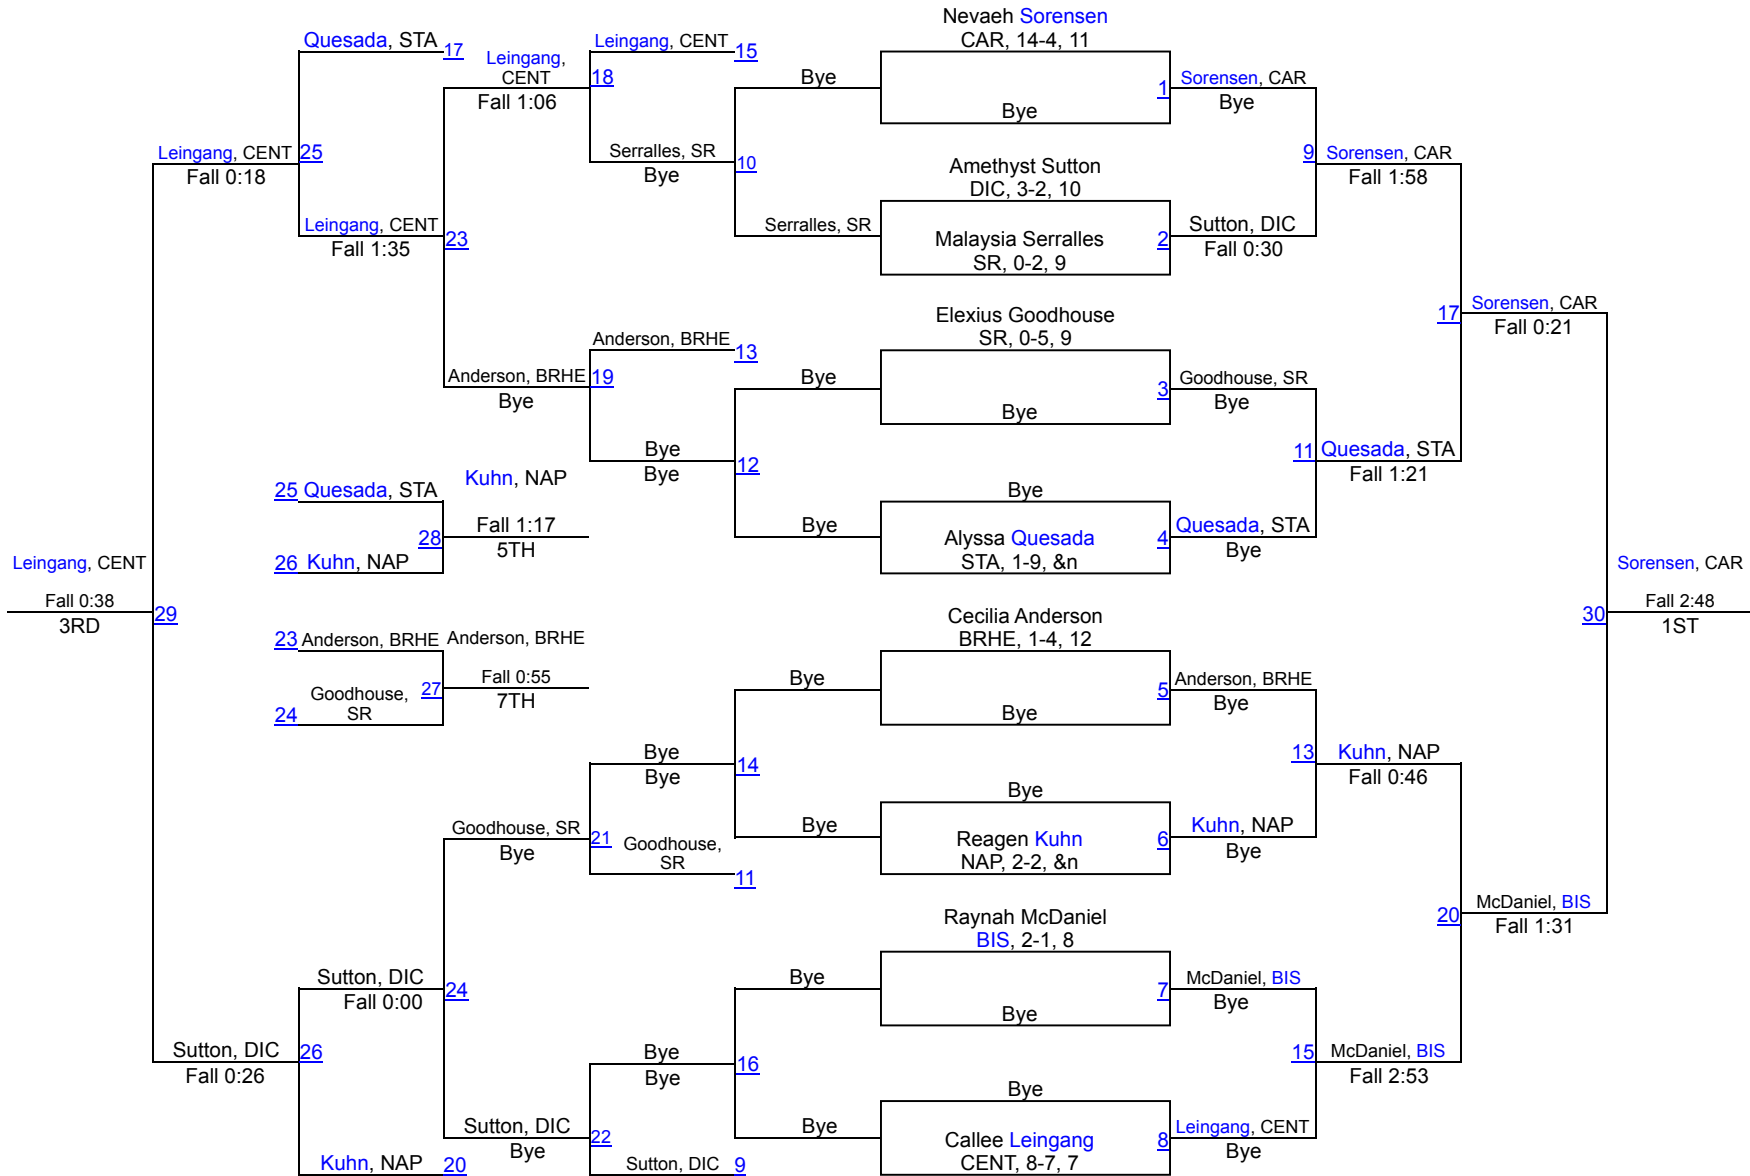 Nevaeh Sorensen
CAR, 14-4, 11
Quesada, STA
17
Leingang, CENT
15
Leingang,
CENT
18
Fall 1:06
Bye
1
Sorensen, CAR
Bye
Bye
Leingang, CENT
25
Fall 0:18
Serralles, SR
10
Bye
9
Sorensen, CAR
Fall 1:58
Amethyst Sutton
DIC, 3-2, 10
Leingang, CENT
23
Fall 1:35
Serralles, SR
Malaysia Serralles
SR, 0-2, 9
2
Sutton, DIC
Fall 0:30
Elexius Goodhouse
SR, 0-5, 9
17
Sorensen, CAR
Fall 0:21
Anderson, BRHE
13
Anderson, BRHE
19
Bye
Bye
3
Goodhouse, SR
Bye
Bye
Bye
Bye
12
11
Quesada, STA
Fall 1:21
Kuhn, NAP
25
Quesada, STA
Bye
28
Fall 1:17
5TH
Bye
Alyssa Quesada
STA, 1-9, &n
4
Quesada, STA
Bye
26
Kuhn, NAP
Leingang, CENT
Fall 0:38
3RD
29
Sorensen, CAR
30
Fall 2:48
1ST
Cecilia Anderson
BRHE, 1-4, 12
23
Anderson, BRHE
Anderson, BRHE
27
Fall 0:55
7TH
24
Goodhouse,
SR
Bye
5
Anderson, BRHE
Bye
Bye
Bye
Bye
14
13
Kuhn, NAP
Fall 0:46
Bye
Goodhouse, SR
Bye
21
Goodhouse,
SR
11
Bye
Reagen Kuhn
NAP, 2-2, &n
6
Kuhn, NAP
Bye
Raynah McDaniel
BIS, 2-1, 8
20
McDaniel, BIS
Fall 1:31
Sutton, DIC
Fall 0:00
24
Bye
7
McDaniel, BIS
Bye
Bye
Sutton, DIC
26
Fall 0:26
Bye
Bye
16
15
McDaniel, BIS
Fall 2:53
Bye
Sutton, DIC
Bye
22
Bye
Callee Leingang
CENT, 8-7, 7
8
Leingang, CENT
Bye
Kuhn, NAP
20
Sutton, DIC
9